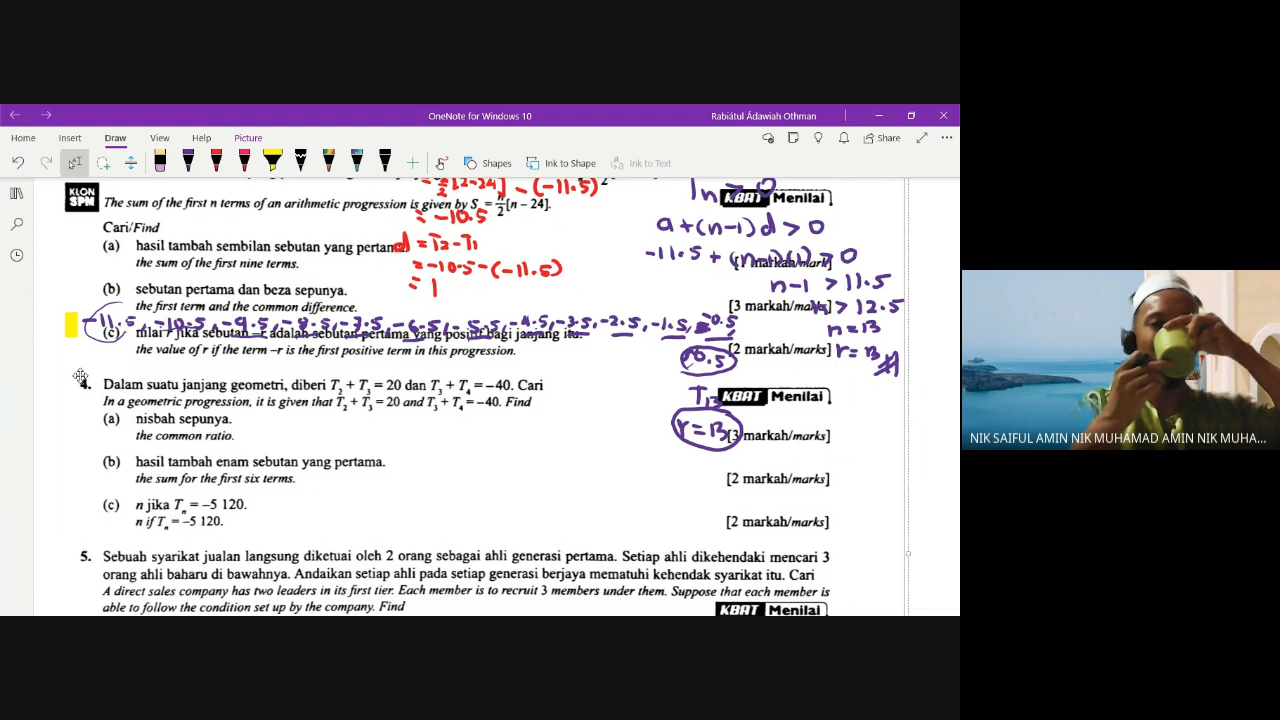 OneNote for Windows 10
Rabiátul Ádawiah Othman
Home Insert Draw View Help Picture
Share
Shapes Ink to Shape Ink to Text
[2-24] - (-11.5)
Tn > 0
KLON SPN
The sum of the first n terms of an arithmetic progression is given by Sn = n/2[n – 24].
KBAT Menilai
= -10.5
Cari/Find
a + (n-1) d > 0
(a) hasil tambah sembilan sebutan yang pertama.
d = T2 - T1
-11.5 + (n-1)(1) > 0
the sum of the first nine terms.
= -10.5 - (-11.5)
[1 markah/mark]
= 1
n-1 > 11.5
(b) sebutan pertama dan beza sepunya.
the first term and the common difference.
[3 markah/marks]
n > 12.5
n = 13
-11.5, -10.5, -9.5, -8.5, -7.5, -6.5, -5.5, -4.5, -3.5, -2.5, -1.5, -0.5
(c) nilai r jika sebutan –r adalah sebutan pertama yang positif bagi janjang itu.
the value of r if the term –r is the first positive term in this progression.
[2 markah/marks]
r = 13
0.5
4. Dalam suatu janjang geometri, diberi T2 + T3 = 20 dan T3 + T4 = –40. Cari
In a geometric progression, it is given that T2 + T3 = 20 and T3 + T4 = –40. Find
T13
KBAT Menilai
(a) nisbah sepunya.
the common ratio.
r = 13
[3 markah/marks]
(b) hasil tambah enam sebutan yang pertama.
the sum for the first six terms.
[2 markah/marks]
(c) n jika Tn = –5 120.
n if Tn = –5 120.
[2 markah/marks]
5. Sebuah syarikat jualan langsung diketuai oleh 2 orang sebagai ahli generasi pertama. Setiap ahli dikehendaki mencari 3
orang ahli baharu di bawahnya. Andaikan setiap ahli pada setiap generasi berjaya mematuhi kehendak syarikat itu. Cari
A direct sales company has two leaders in its first tier. Each member is to recruit 3 members under them. Suppose that each member is
able to follow the condition set up by the company. Find
KBAT Menilai
NIK SAIFUL AMIN NIK MUHAMAD AMIN NIK MUHA...